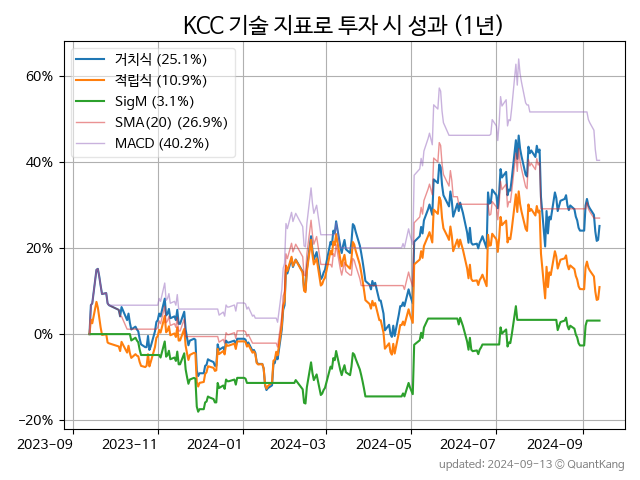 KCC 기술 지표로 투자 시 성과 (1년)
거치식 (25.1%)
적립식 (10.9%)
SigM (3.1%)
SMA(20) (26.9%)
MACD (40.2%)
60%
40%
20%
0%
−20%
2023-09 2023-11 2024-01 2024-03 2024-05 2024-07 2024-09
updated: 2024-09-13 ⓒ QuantKang